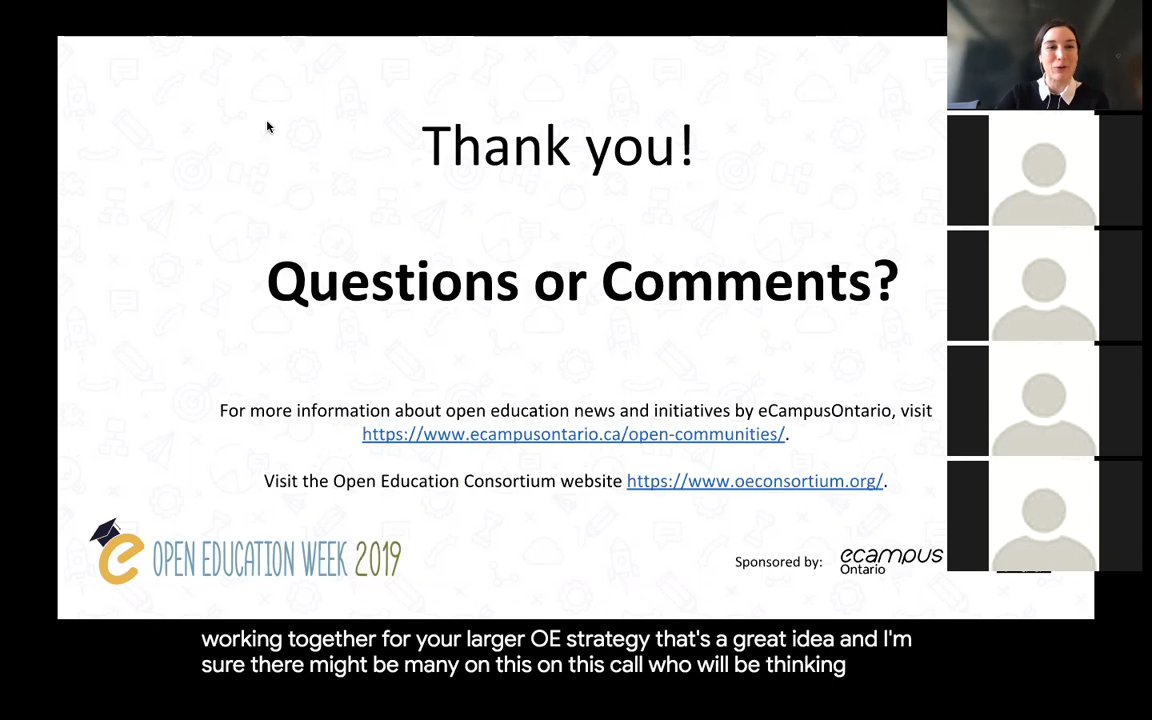 Thank you!
Questions or Comments?
For more information about open education news and initiatives by eCampusOntario, visit
https://www.ecampusontario.ca/open-communities/.
Visit the Open Education Consortium website https://www.oeconsortium.org/.
e OPEN EDUCATION WEEK 2019
Sponsored by: ecampus
Ontario
working together for your larger OE strategy that's a great idea and I'm
sure there might be many on this on this call who will be thinking